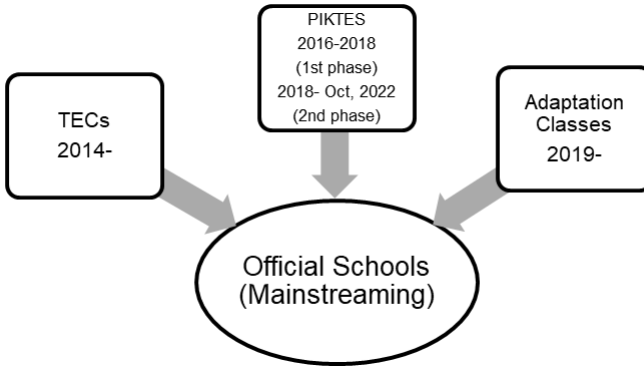 PIKTES
2016-2018
(1st phase)
2018- Oct, 2022
(2nd phase)
TECs
2014-
Adaptation
Classes
2019-
Official Schools
(Mainstreaming)